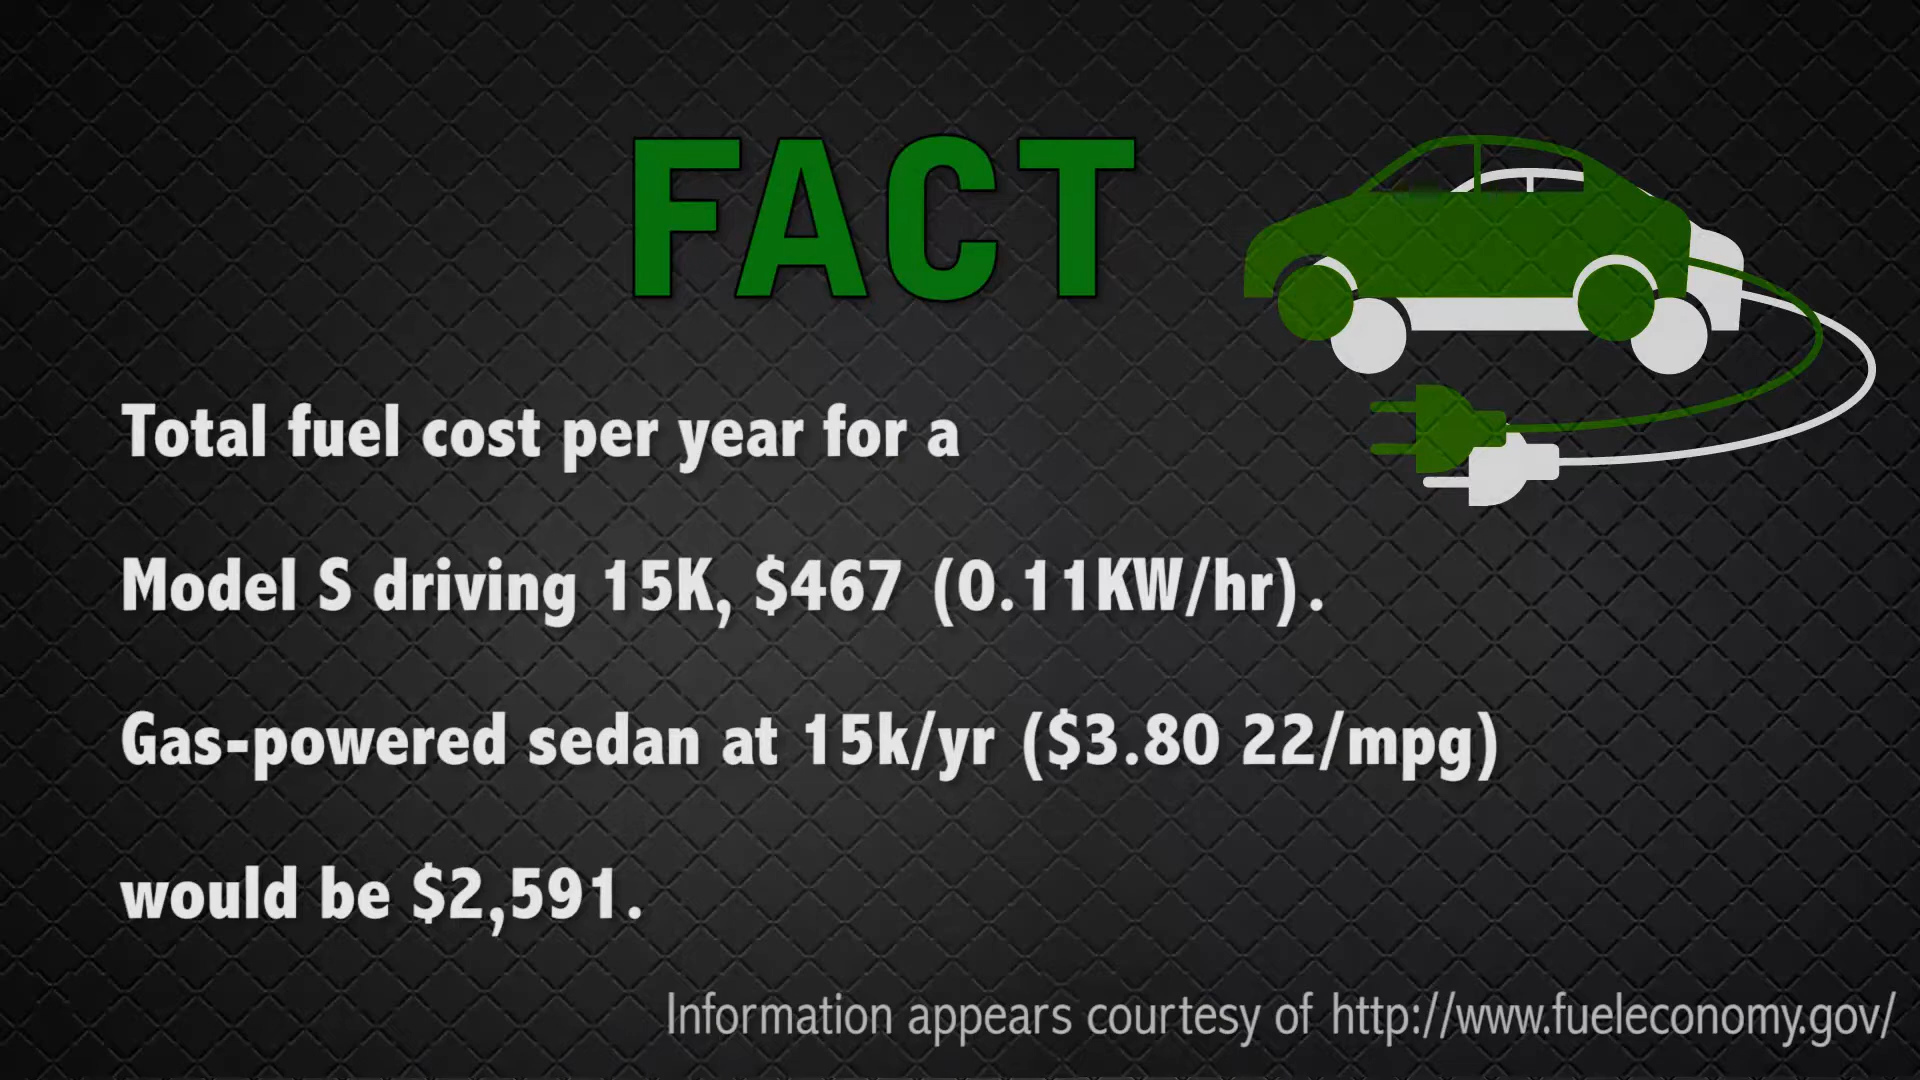 FACT
Total fuel cost per year for a
Model S driving 15K, $467 (0.11KW/hr).
Gas-powered sedan at 15k/yr ($3.80 22/mpg)
would be $2,591.
Information appears courtesy of http://www.fueleconomy.gov/